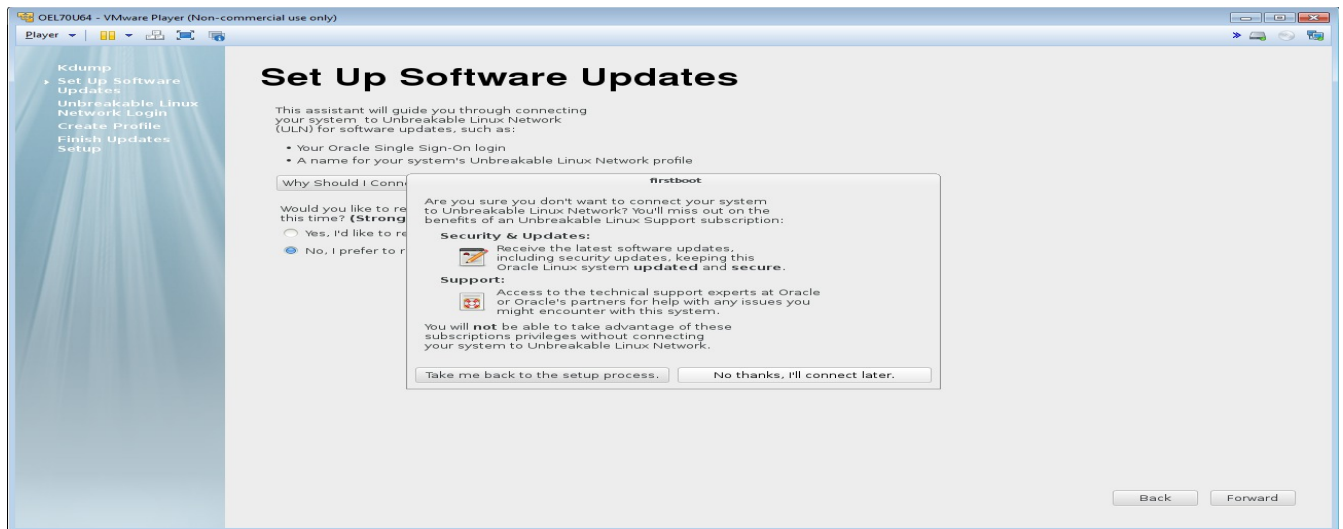 OEL70U64 - VMware Player (Non-commercial use only)
Player
Kdump
Set Up Software
Updates
Unbreakable Linux
Network Login
Create Profile
Finish Updates
Setup
Set Up Software Updates
This assistant will guide you through connecting
your system to Unbreakable Linux Network
(ULN) for software updates, such as:
• Your Oracle Single Sign-On login
• A name for your system's Unbreakable Linux Network profile
Why Should I Conn
Would you like to re
this time? (Strong
Yes, I'd like to re
No, I prefer to r
firstboot
Are you sure you don't want to connect your system
to Unbreakable Linux Network? You'll miss out on the
benefits of an Unbreakable Linux Support subscription:
Security & Updates:
Receive the latest software updates,
including security updates, keeping this
Oracle Linux system updated and secure.
Support:
Access to the technical support experts at Oracle
or Oracle's partners for help with any issues you
might encounter with this system.
You will not be able to take advantage of these
subscriptions privileges without connecting
your system to Unbreakable Linux Network.
Take me back to the setup process.
No thanks, I'll connect later.
Back
Forward